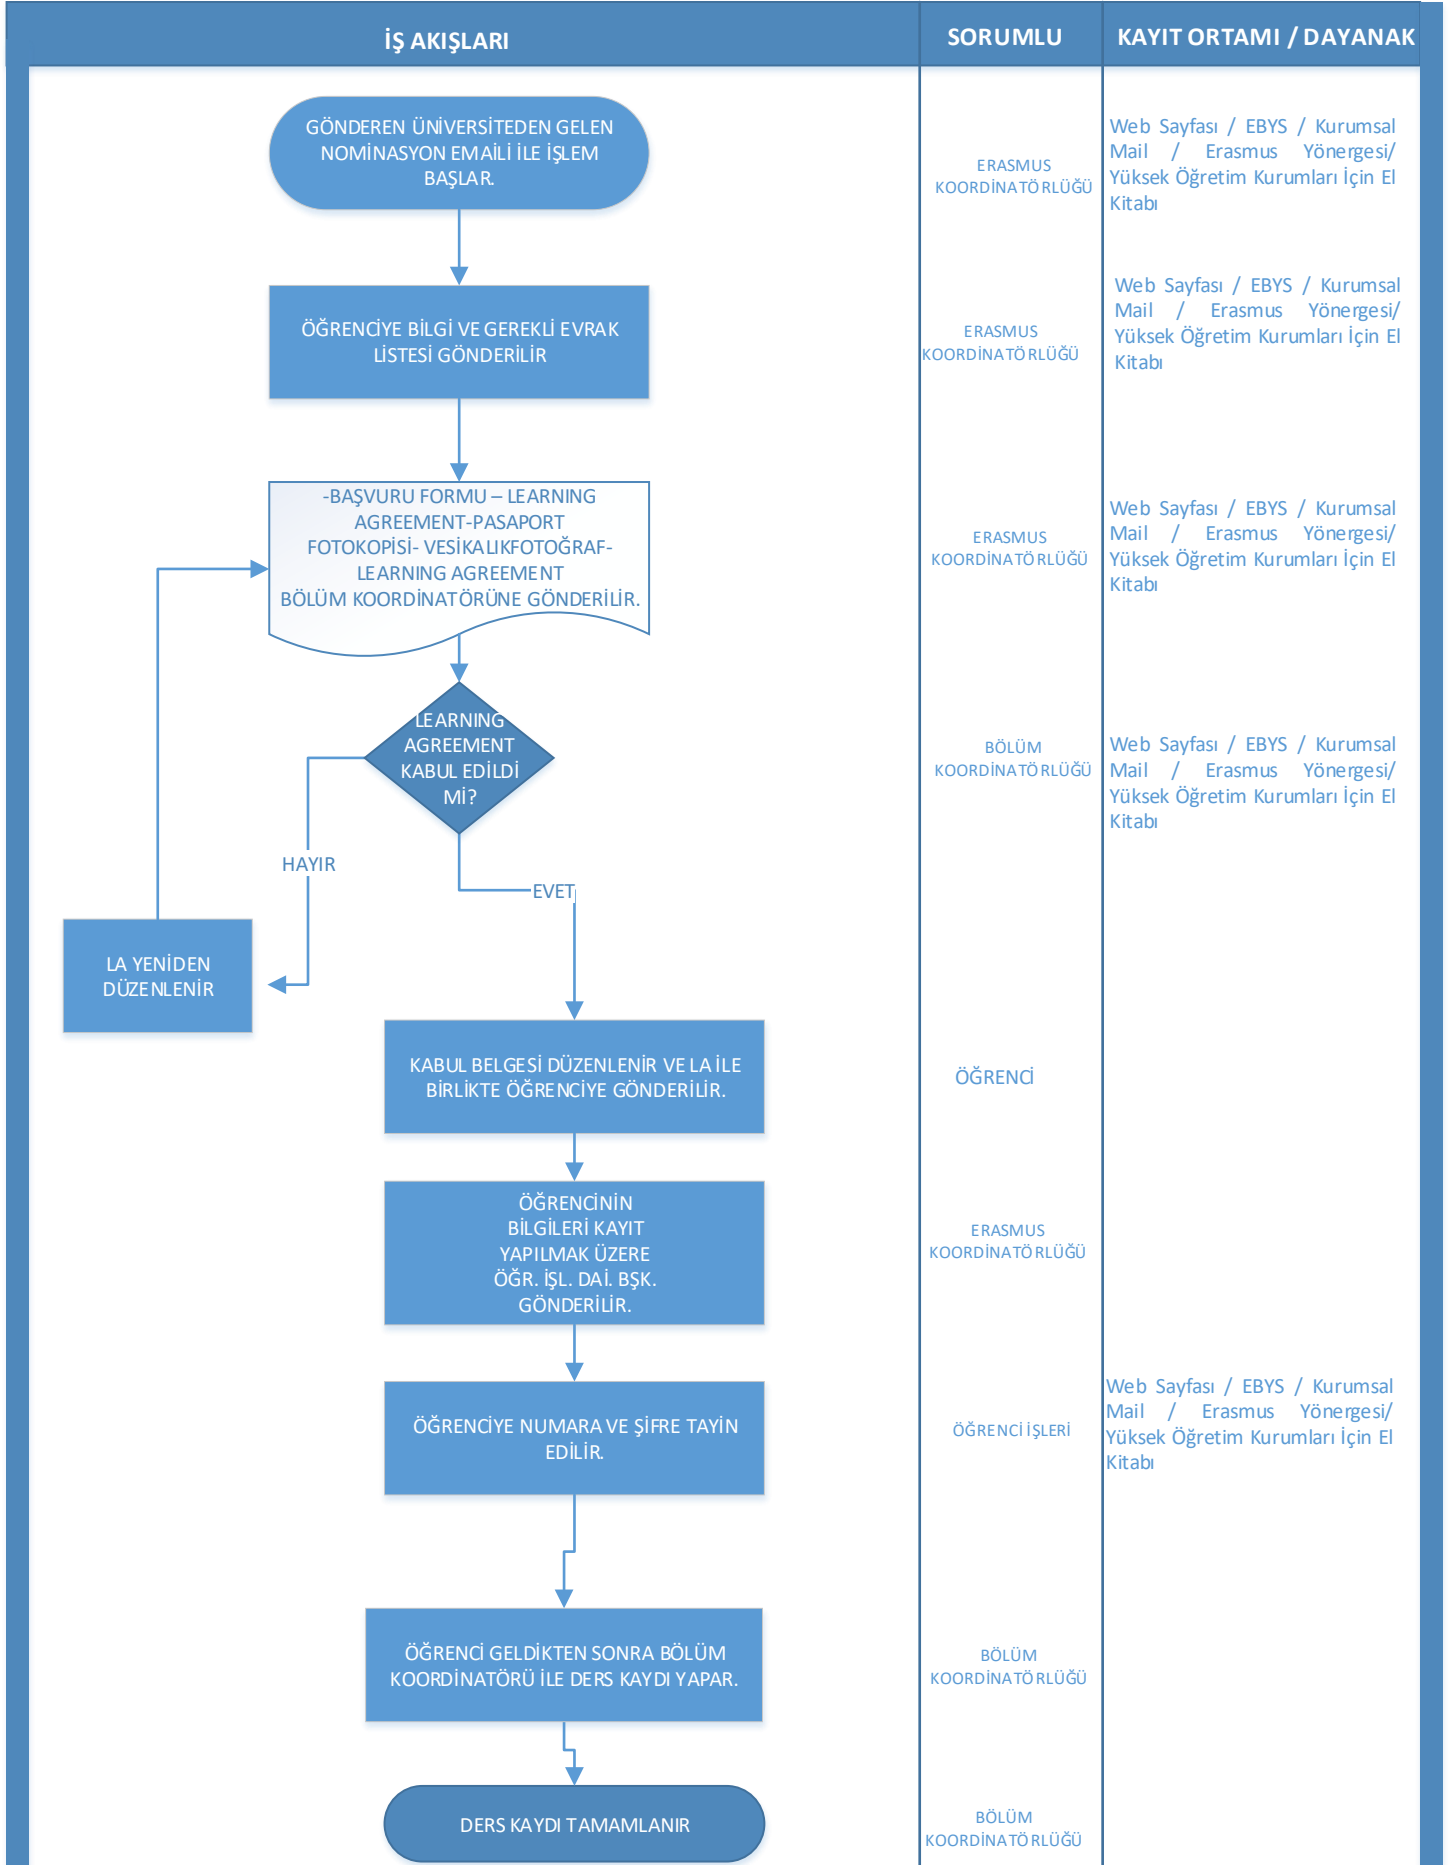 İŞ AKIŞLARI
SORUMLU
KAYIT ORTAMI / DAYANAK
GÖNDEREN ÜNİVERSİTEDEN GELEN
NOMİNASYON EMAİLİ İLE İŞLEM
BAŞLAR.
ERASMUS
KOORDİNATÖRLÜĞÜ
Web Sayfası / EBYS / Kurumsal
Mail / Erasmus Yönergesi/
Yüksek Öğretim Kurumları İçin El
Kitabı
ÖĞRENCİYE BİLGİ VE GEREKLİ EVRAK
LİSTESİ GÖNDERİLİR
ERASMUS
KOORDİNATÖRLÜĞÜ
Web Sayfası / EBYS / Kurumsal
Mail / Erasmus Yönergesi/
Yüksek Öğretim Kurumları İçin El
Kitabı
-BAŞVURU FORMU – LEARNING
AGREEMENT-PASAPORT
FOTOKOPİSİ- VESİKALIKFOTOĞRAF-
LEARNING AGREEMENT
BÖLÜM KOORDİNATÖRÜNE GÖNDERİLİR.
ERASMUS
KOORDİNATÖRLÜĞÜ
Web Sayfası / EBYS / Kurumsal
Mail / Erasmus Yönergesi/
Yüksek Öğretim Kurumları İçin El
Kitabı
LEARNING
AGREEMENT
KABUL EDİLDİ
Mİ?
BÖLÜM
KOORDİNATÖRLÜĞÜ
Web Sayfası / EBYS / Kurumsal
Mail / Erasmus Yönergesi/
Yüksek Öğretim Kurumları İçin El
Kitabı
HAYIR
EVET
LA YENİDEN
DÜZENLENİR
KABUL BELGESİ DÜZENLENİR VE LA İLE
BİRLİKTE ÖĞRENCİYE GÖNDERİLİR.
ÖĞRENCİ
ÖĞRENCİNİN
BİLGİLERİ KAYIT
YAPILMAK ÜZERE
ÖĞR. İŞL. DAİ. BŞK.
GÖNDERİLİR.
ERASMUS
KOORDİNATÖRLÜĞÜ
ÖĞRENCİYE NUMARA VE ŞİFRE TAYİN
EDİLİR.
ÖĞRENCİ İŞLERİ
Web Sayfası / EBYS / Kurumsal
Mail / Erasmus Yönergesi/
Yüksek Öğretim Kurumları İçin El
Kitabı
ÖĞRENCİ GELDİKTEN SONRA BÖLÜM
KOORDİNATÖRÜ İLE DERS KAYDI YAPAR.
BÖLÜM
KOORDİNATÖRLÜĞÜ
DERS KAYDI TAMAMLANIR
BÖLÜM
KOORDİNATÖRLÜĞÜ